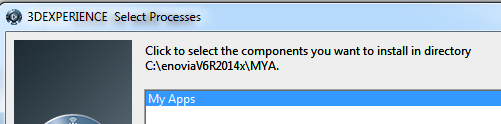 3DEXPERIENCE Select Processes
Click to select the components you want to install in directory
C:\enoviaV6R2014x\MYA.
My Apps